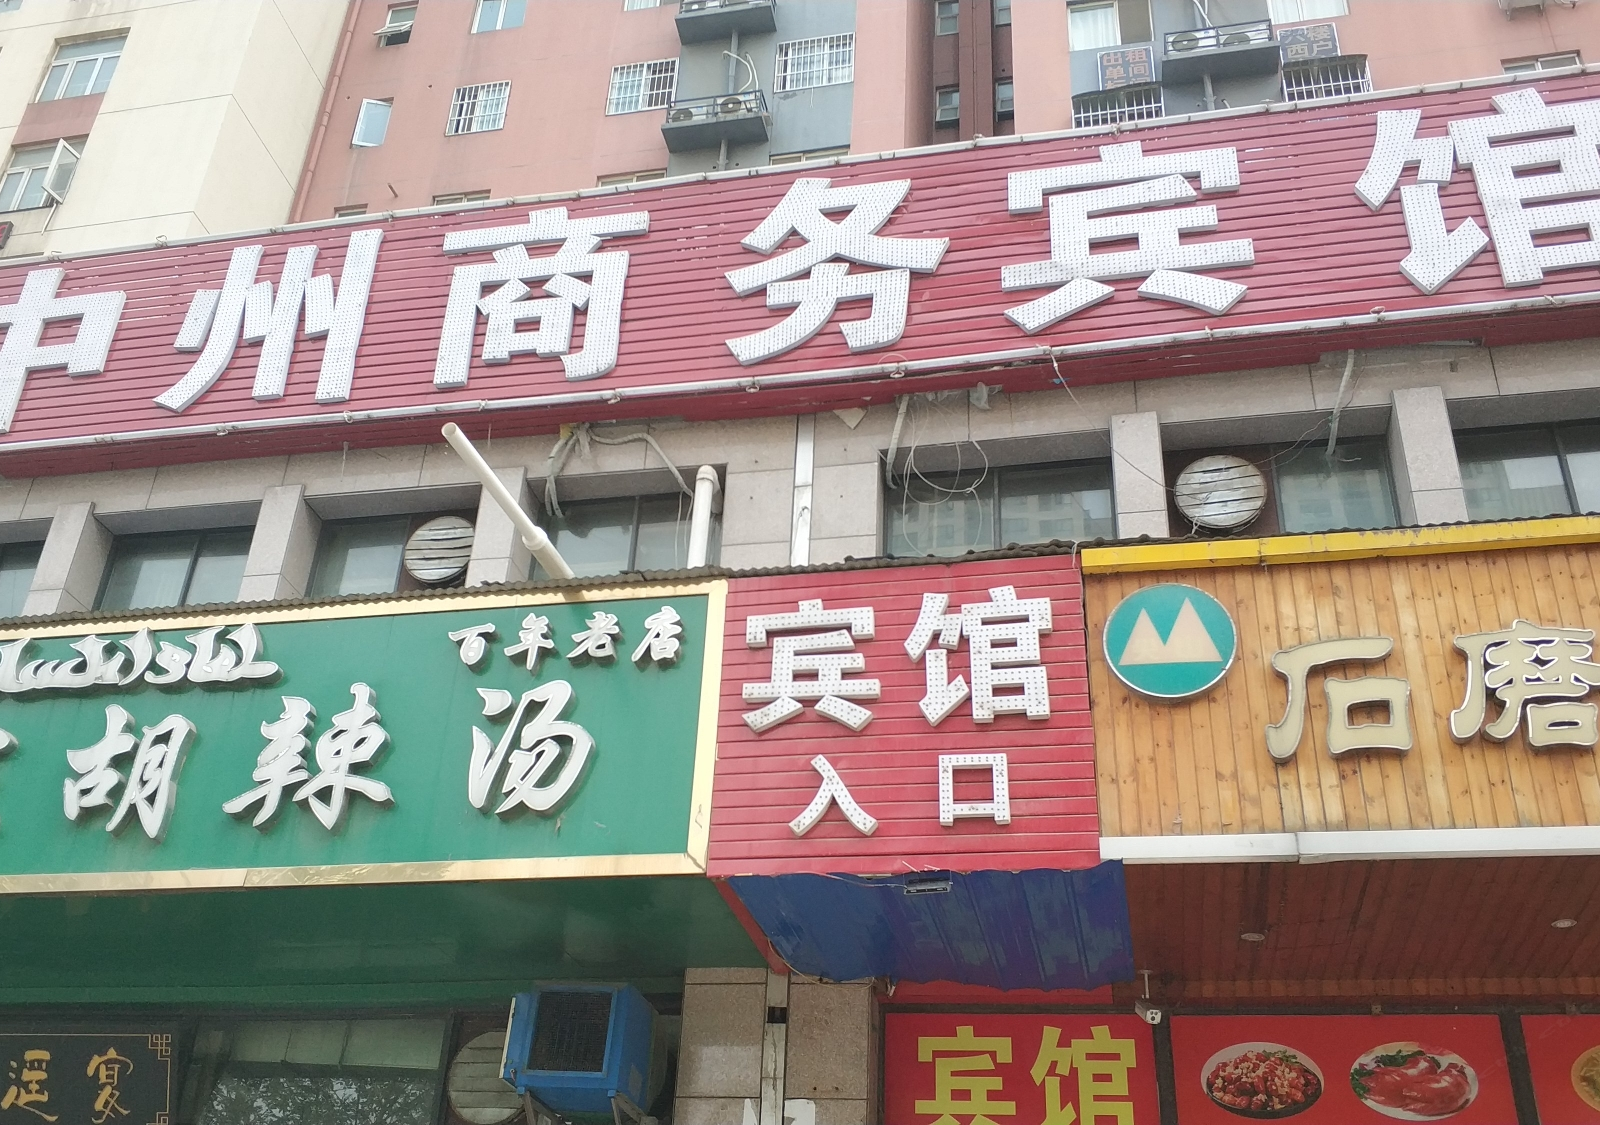 出租
单间
西户
中州商务宾馆
百年老店
胡辣汤
宾馆
入口
石磨
宾馆
宴